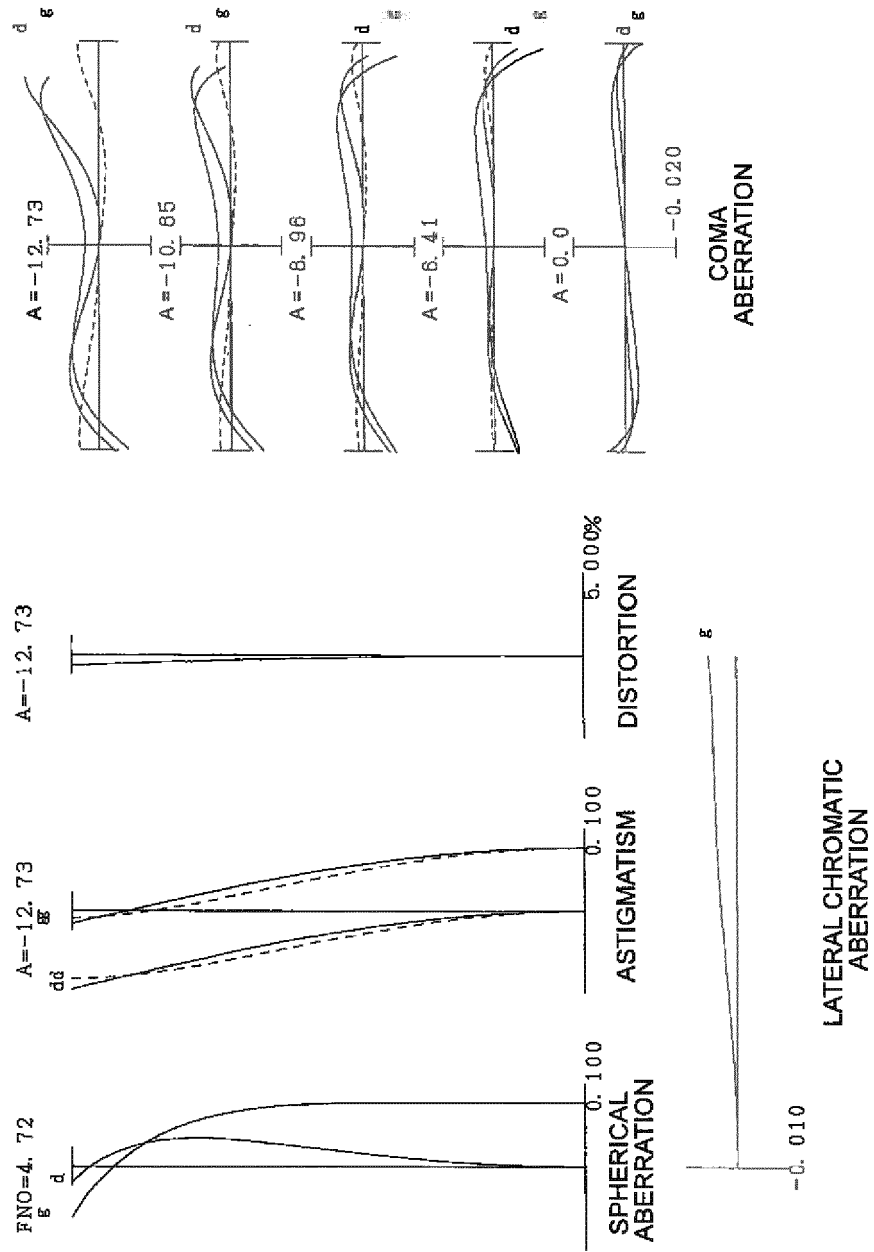 FNO=4. 72
g
d
0. 100
SPHERICAL
ABERRATION
A=-12. 73
gg
dd
0. 100
ASTIGMATISM
A=-12. 73
5. 000%
DISTORTION
g
-0. 010
LATERAL CHROMATIC
ABERRATION
A=-12. 73
d
g
A=-10. 85
d
g
A=-8. 96
d
A=-6. 41
d
g
A=0. 0
d
g
-0. 020
COMA
ABERRATION